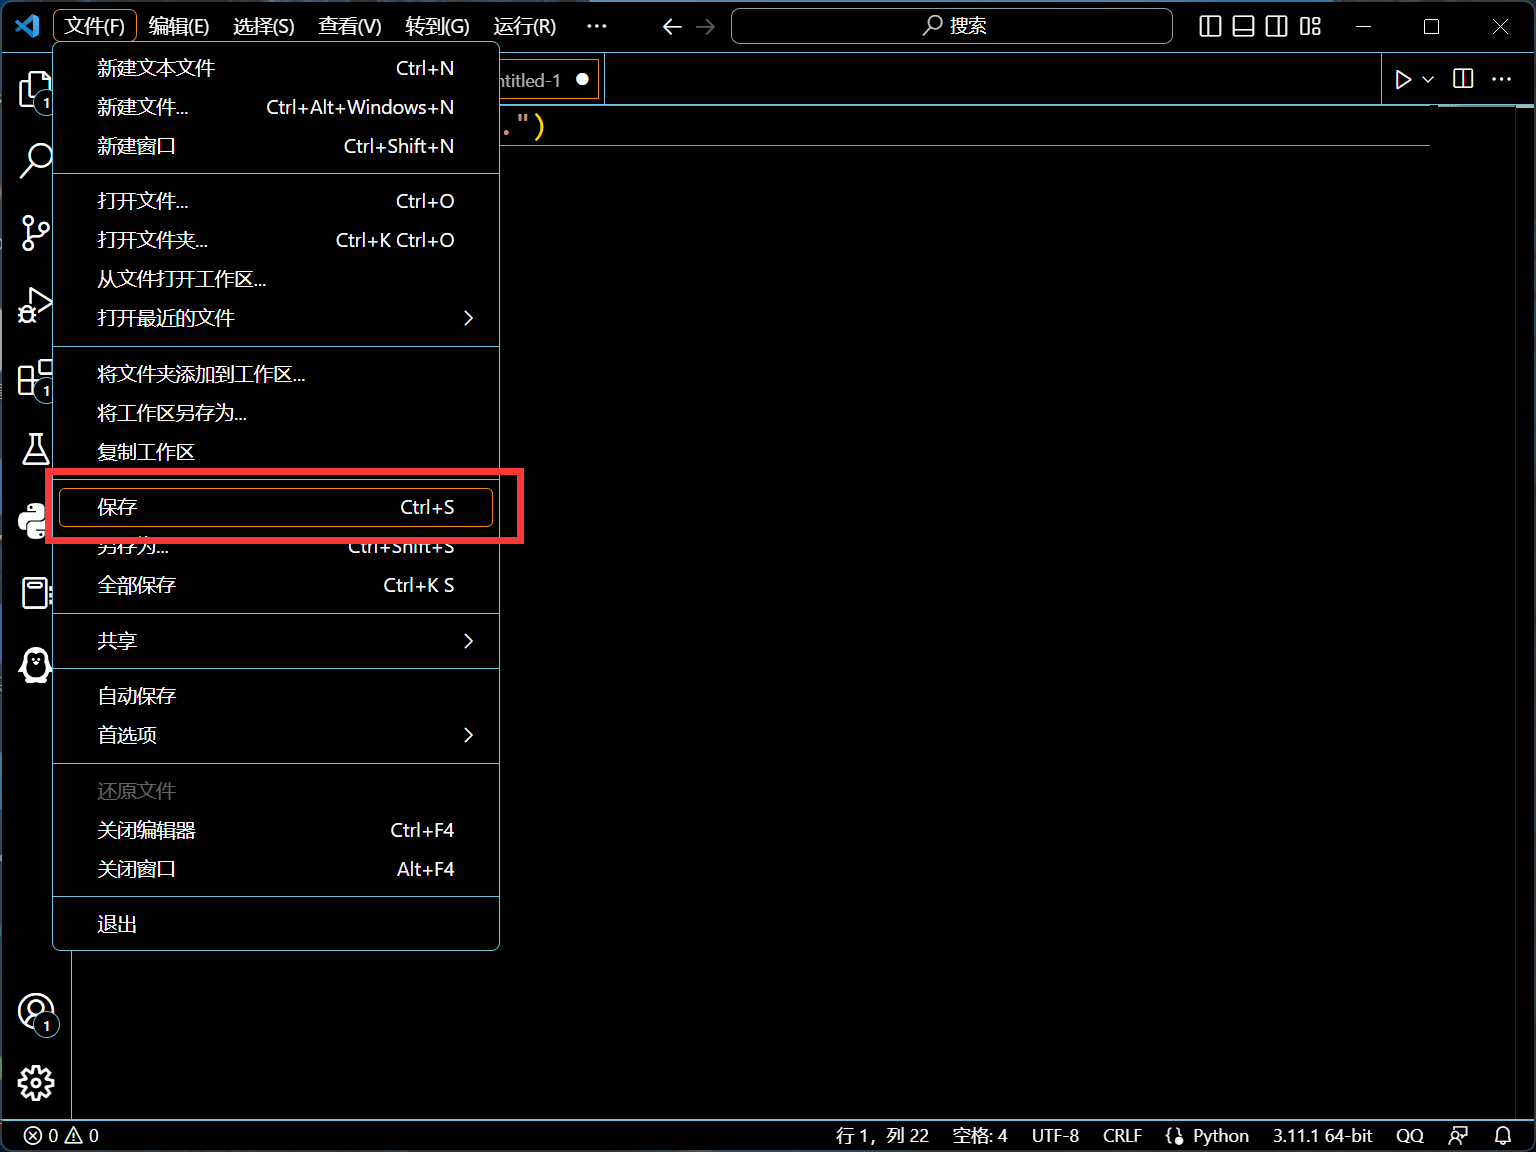 文件(F) 编辑(E) 选择(S) 查看(V) 转到(G) 运行(R) ··· 搜索
新建文本文件 Ctrl+N
ntitled-1
新建文件... Ctrl+Alt+Windows+N
.")
新建窗口 Ctrl+Shift+N
打开文件... Ctrl+O
打开文件夹... Ctrl+K Ctrl+O
从文件打开工作区...
打开最近的文件
将文件夹添加到工作区...
将工作区另存为...
复制工作区
保存 Ctrl+S
另存为... Ctrl+Shift+S
全部保存 Ctrl+K S
共享
自动保存
首选项
还原文件
关闭编辑器 Ctrl+F4
关闭窗口 Alt+F4
退出
1
1
1
0 0 行 1，列 22 空格: 4 UTF-8 CRLF Python 3.11.1 64-bit QQ